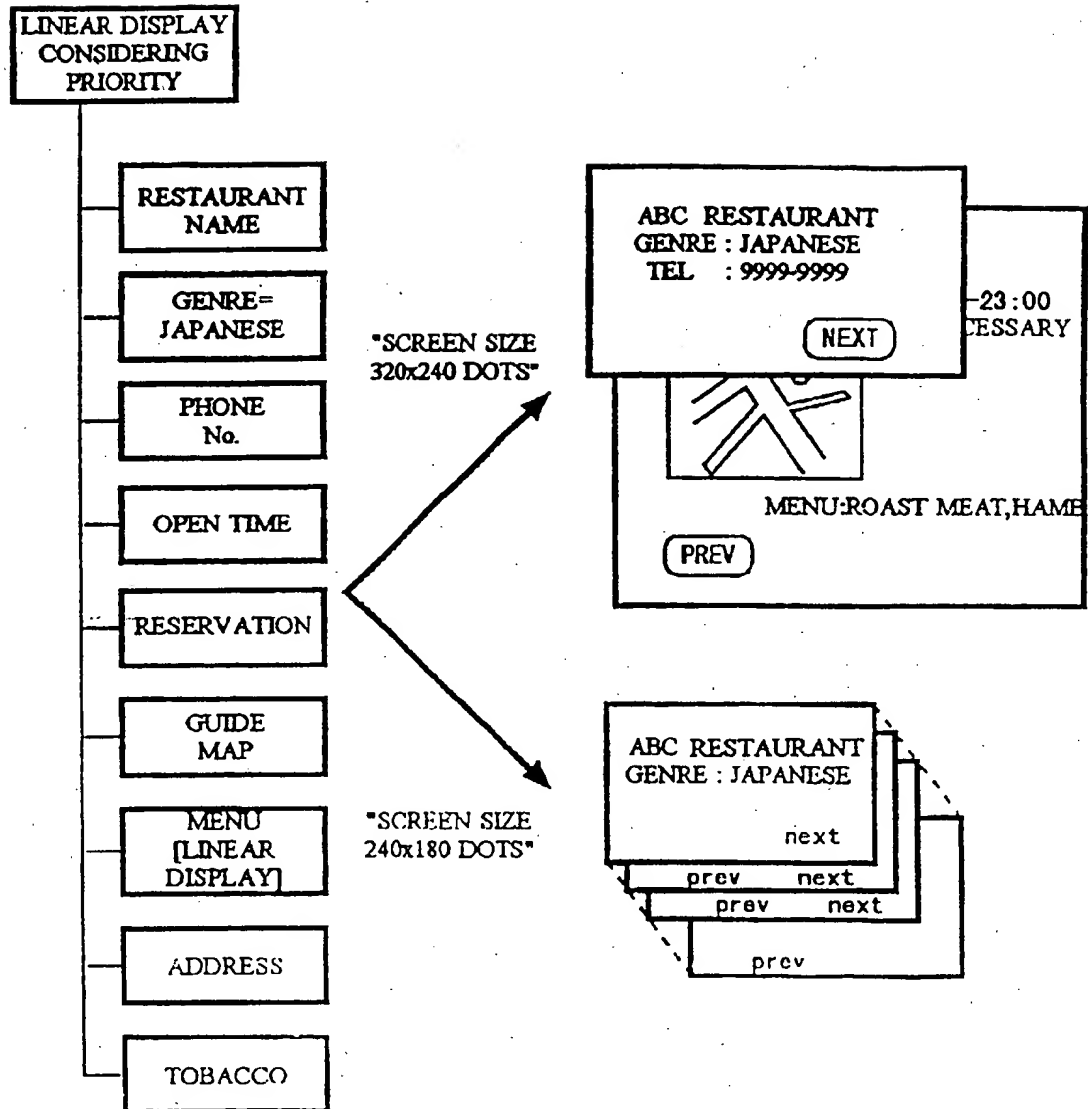 LINEAR DISPLAY
CONSIDERING
PRIORITY
RESTAURANT
NAME
GENRE=
JAPANESE
PHONE
No.
OPEN TIME
RESERVATION
GUIDE
MAP
MENU
[LINEAR
DISPLAY]
ADDRESS
TOBACCO
"SCREEN SIZE
320x240 DOTS"
ABC RESTAURANT
GENRE : JAPANESE
TEL : 9999-9999
NEXT
-23:00
CESSARY
MENU:ROAST MEAT,HAME
PREV
"SCREEN SIZE
240x180 DOTS"
ABC RESTAURANT
GENRE : JAPANESE
next
prev next
prev next
prev